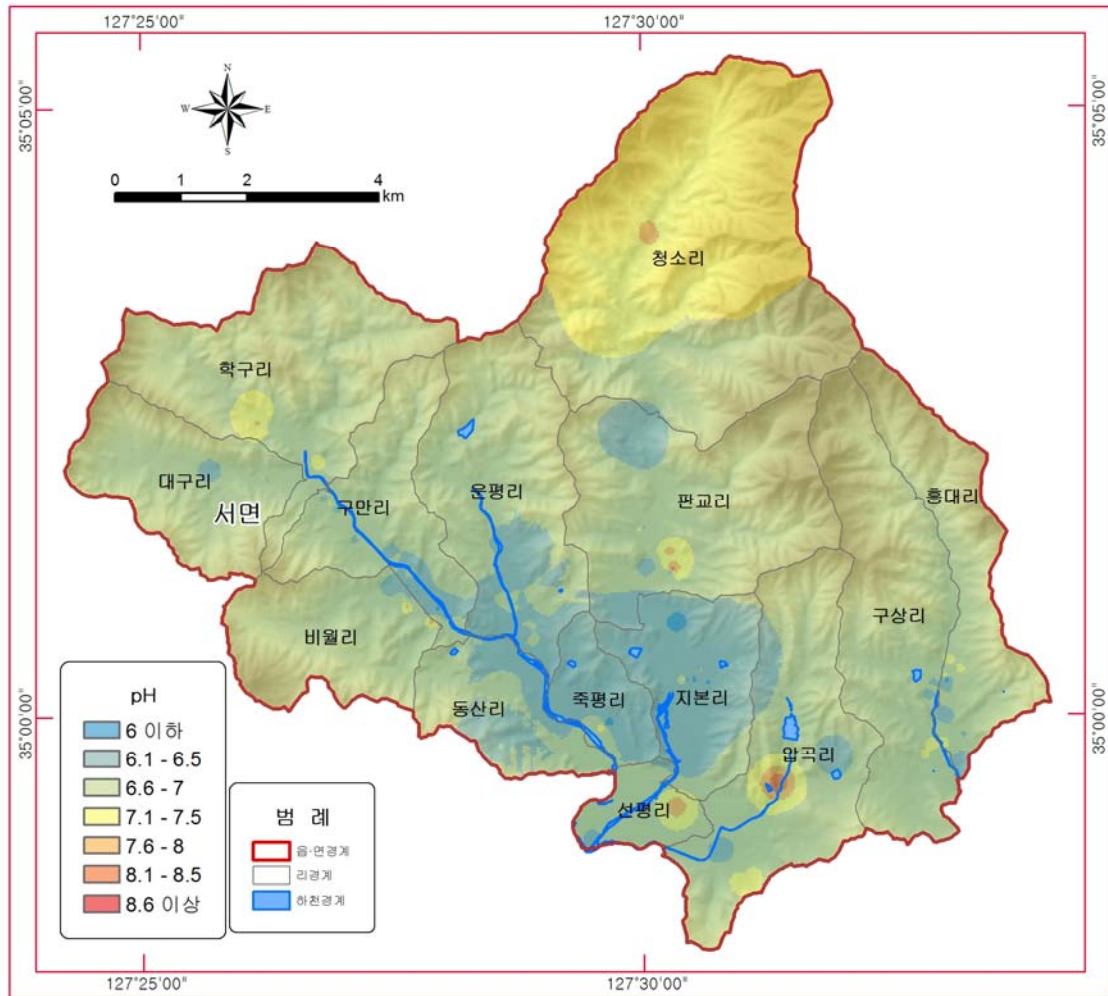 127°25'00"
127°30'00"
35°05'00"
35°05'00"
N
W
E
S
0 1 2 4
km
청소리
학구리
대구리
서면
구만리
운평리
판교리
흥대리
구상리
비월리
동산리
죽평리
지본리
압곡리
선평리
35°00'00"
35°00'00"
pH
6 이하
6.1 - 6.5
6.6 - 7
7.1 - 7.5
7.6 - 8
8.1 - 8.5
8.6 이상
범 례
읍·면경계
리경계
하천경계
127°25'00"
127°30'00"